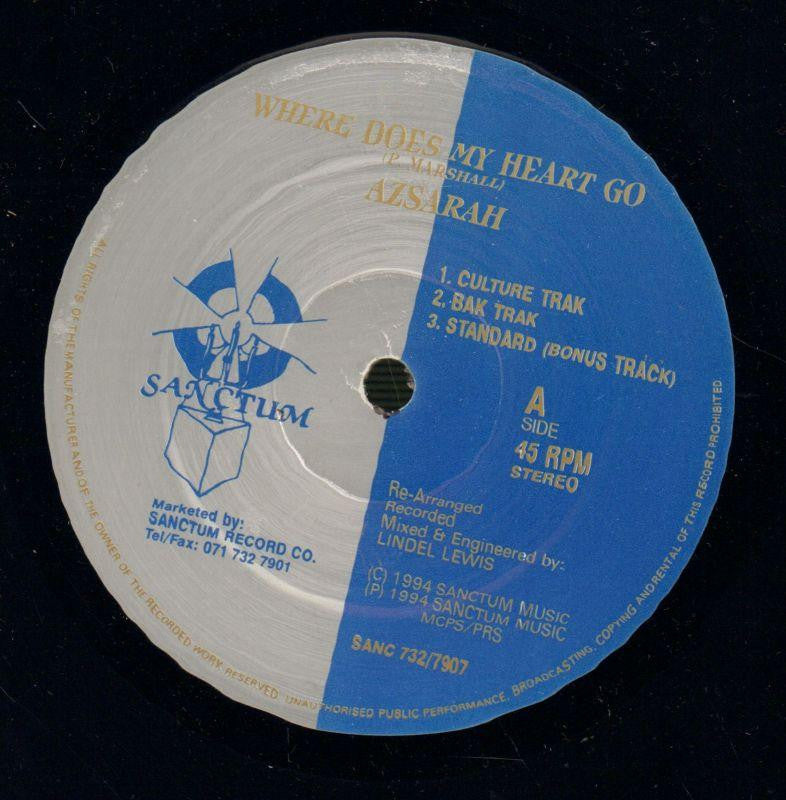 WHERE DOES MY HEART GO
(P. MARSHALL)
AZSARAH
1. CULTURE TRAK
2. BAK TRAK
3. STANDARD (BONUS TRACK)
SANCTUM
A
SIDE
45 RPM
STEREO
Marketed by:
SANCTUM RECORD CO.
Tel/Fax: 071 732 7901
Re-Arranged
Recorded
Mixed & Engineered by:
LINDEL LEWIS
(C) 1994 SANCTUM MUSIC
(P) 1994 SANCTUM MUSIC
MCPS/PRS
SANC 732/7907
ALL RIGHTS OF THE MANUFACTURER AND OF THE OWNER OF THE RECORDED WORK RESERVED. UNAUTHORISED PUBLIC PERFORMANCE, BROADCASTING, COPYING AND RENTAL OF THIS RECORD PROHIBITED